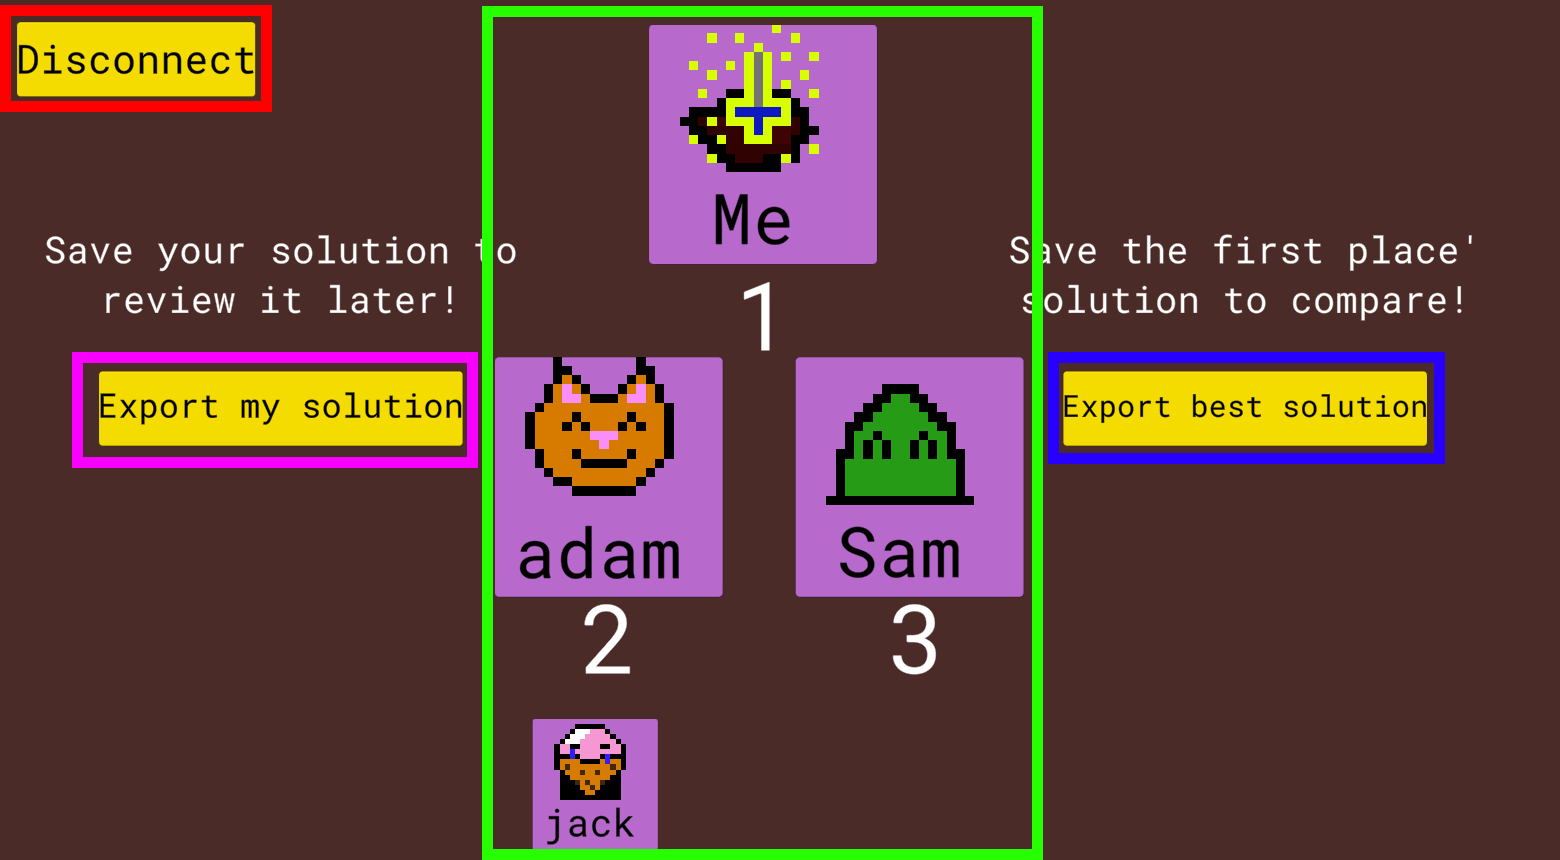 Disconnect
Me
1
Save your solution to
review it later!
Export my solution
Save the first place'
solution to compare!
Export best solution
adam
2
Sam
3
jack